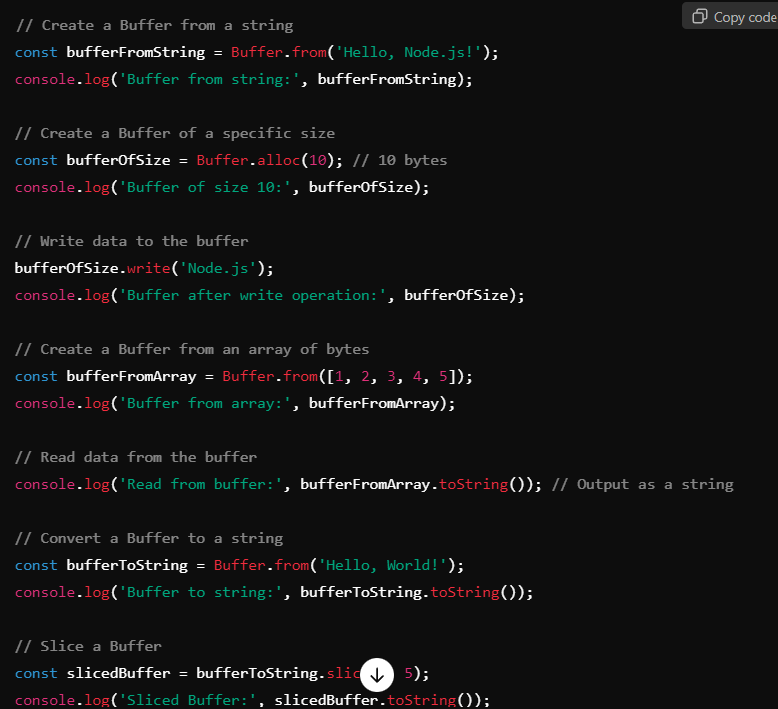 Copy code
// Create a Buffer from a string
const bufferFromString = Buffer.from('Hello, Node.js!');
console.log('Buffer from string:', bufferFromString);
// Create a Buffer of a specific size
const bufferOfSize = Buffer.alloc(10); // 10 bytes
console.log('Buffer of size 10:', bufferOfSize);
// Write data to the buffer
bufferOfSize.write('Node.js');
console.log('Buffer after write operation:', bufferOfSize);
// Create a Buffer from an array of bytes
const bufferFromArray = Buffer.from([1, 2, 3, 4, 5]);
console.log('Buffer from array:', bufferFromArray);
// Read data from the buffer
console.log('Read from buffer:', bufferFromArray.toString()); // Output as a string
// Convert a Buffer to a string
const bufferToString = Buffer.from('Hello, World!');
console.log('Buffer to string:', bufferToString.toString());
// Slice a Buffer
const slicedBuffer = bufferToString. 5);
console.log('Sliced Buffer:', slicedBuffer.toString());